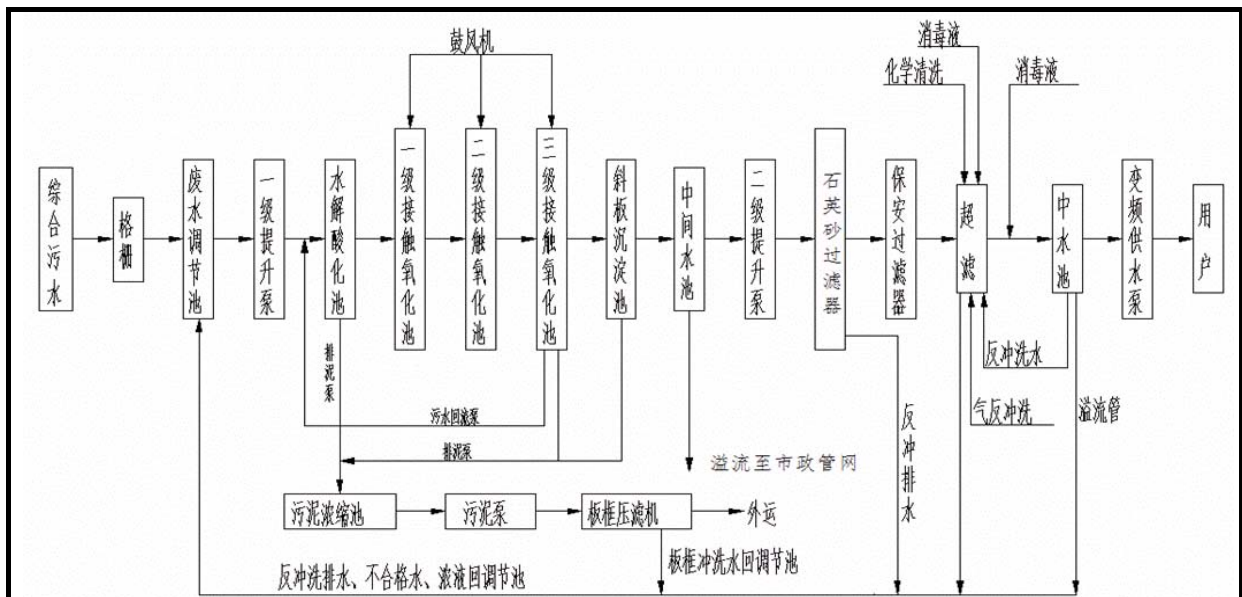 鼓风机
消毒液
化学清洗
消毒液
综合污水
格栅
废水调节池
一级提升泵
水解酸化池
一级接触氧化池
二级接触氧化池
三级接触氧化池
斜板沉淀池
中间水池
二级提升泵
石英砂过滤器
保安过滤器
超滤
中水池
变频供水泵
用户
排泥泵
污水回流泵
排泥泵
反冲洗水
气反冲洗
溢流管
反冲排水
溢流至市政管网
污泥浓缩池
污泥泵
板框压滤机
外运
板框冲洗水回调节池
反冲洗排水、不合格水、浓液回调节池